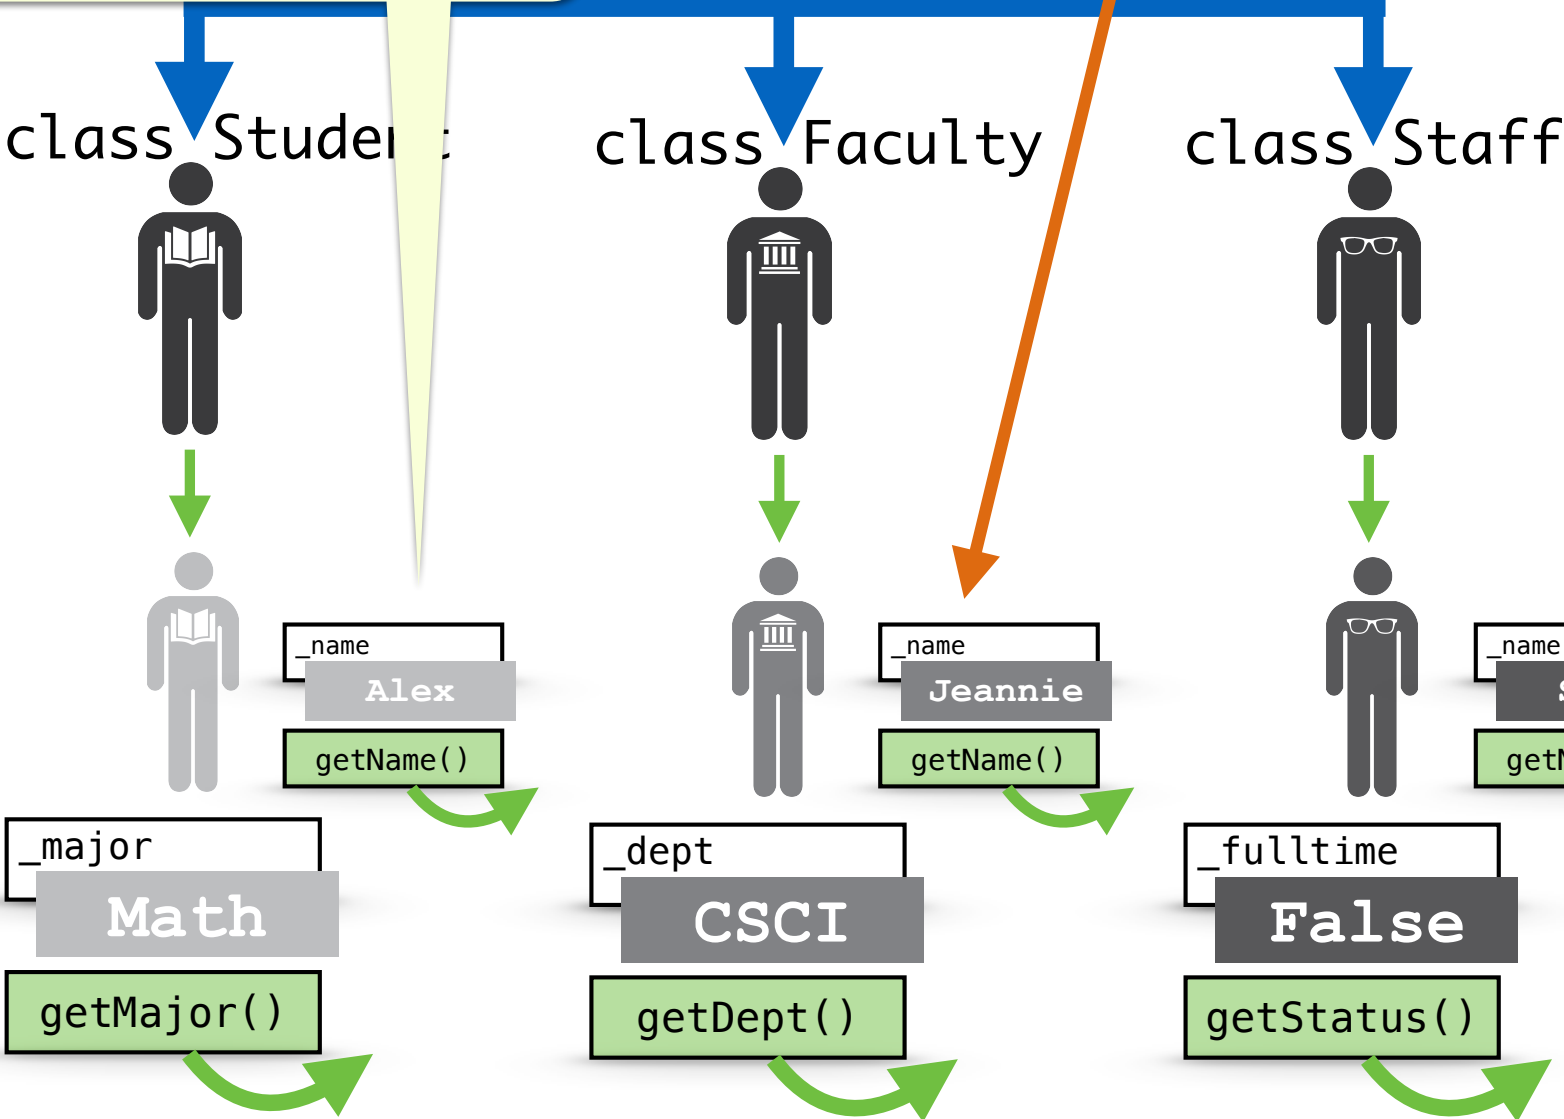 class Student
class Faculty
class Staff
_name
Alex
getName()
_major
Math
getMajor()
_name
Jeannie
getName()
_dept
CSCI
getDept()
_name
_fulltime
False
getStatus()